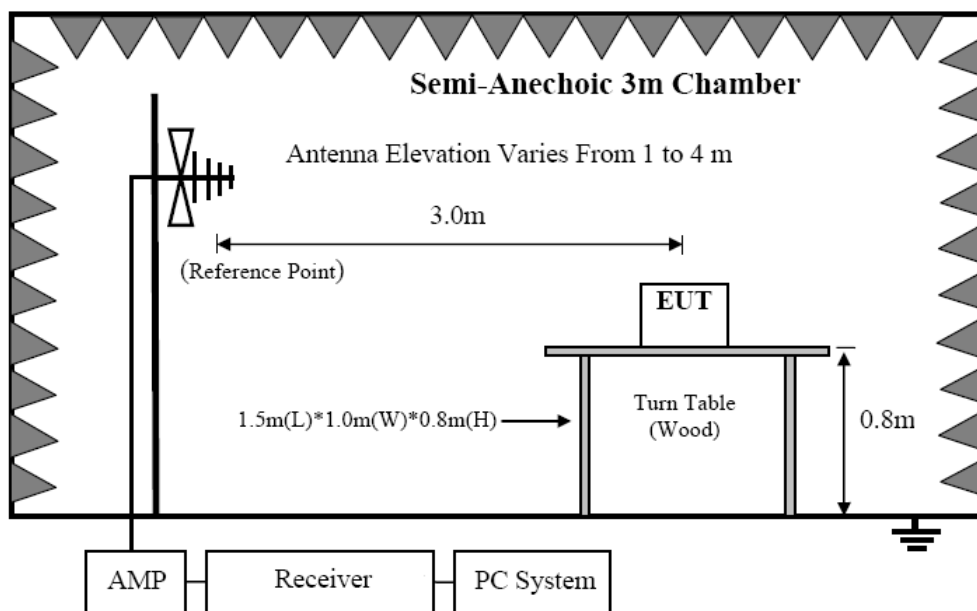 Semi-Anechoic 3m Chamber
Antenna Elevation Varies From 1 to 4 m
3.0m
(Reference Point)
EUT
1.5m(L)*1.0m(W)*0.8m(H)
Turn Table
(Wood)
0.8m
AMP
Receiver
PC System